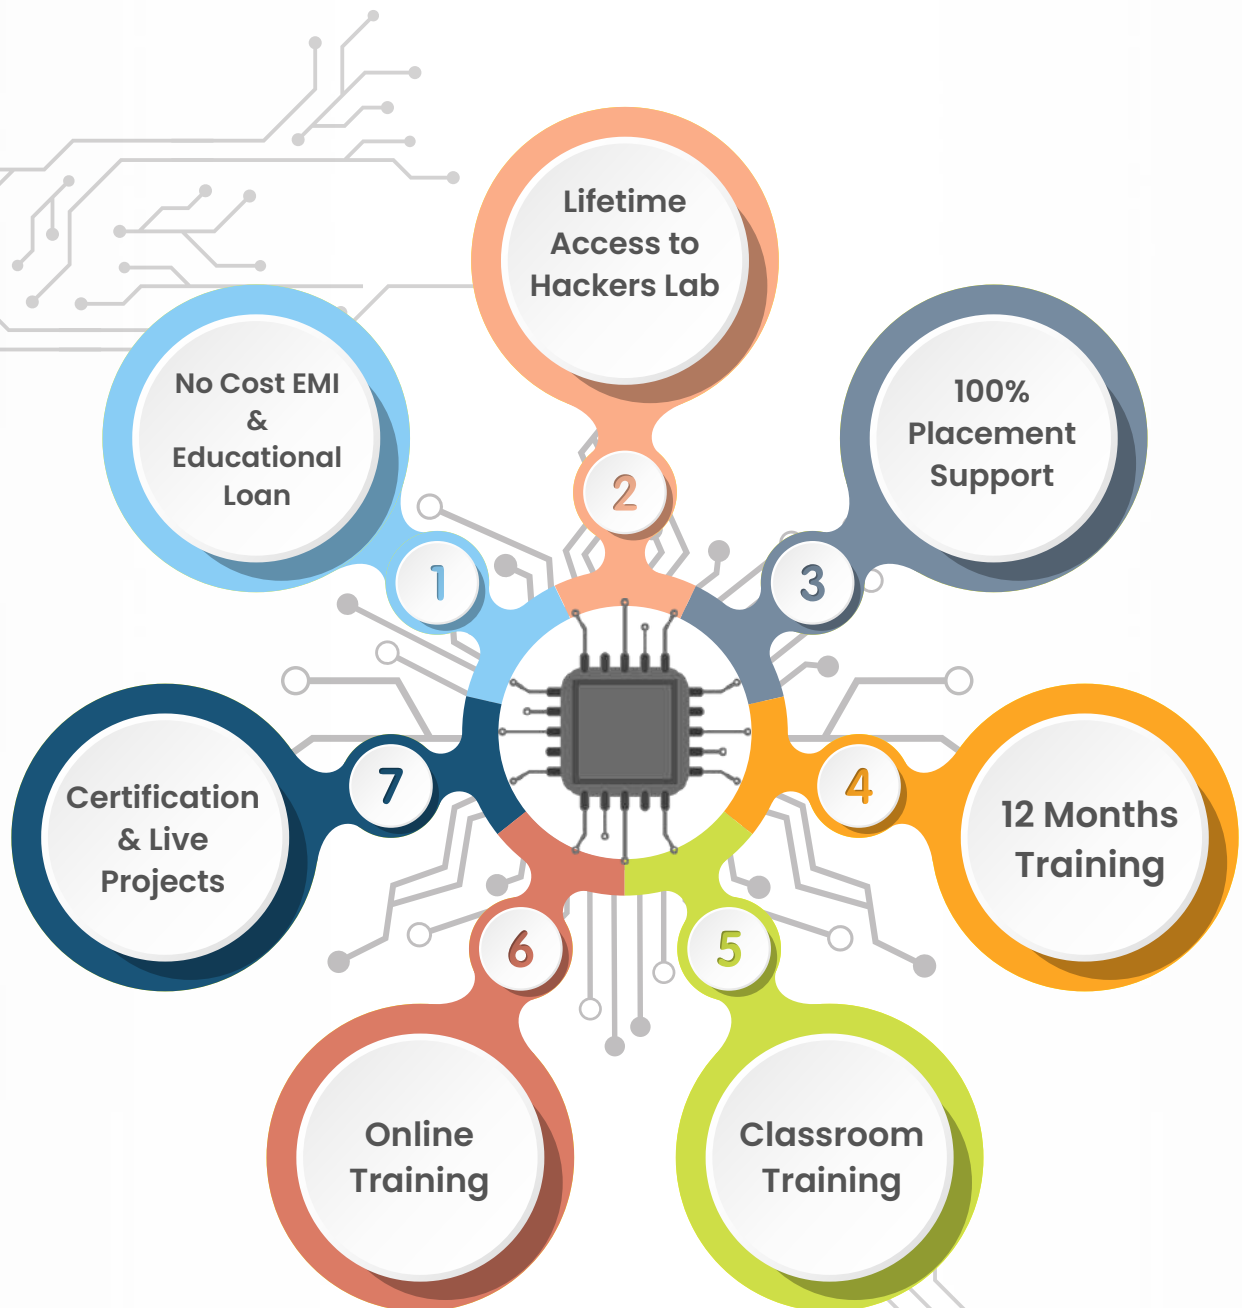 No Cost EMI
&
Educational
Loan
1
Lifetime
Access to
Hackers Lab
2
100%
Placement
Support
3
12 Months
Training
4
Classroom
Training
5
Online
Training
6
Certification
& Live
Projects
7